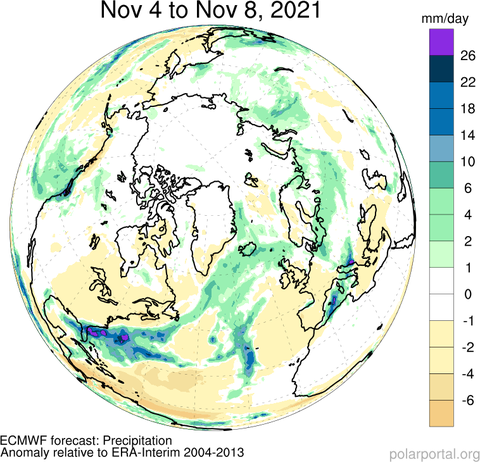 Nov 4 to Nov 8, 2021
mm/day
26
22
18
14
10
6
4
2
1
0
-1
-2
-4
-6
ECMWF forecast: Precipitation
Anomaly relative to ERA-Interim 2004-2013
polarportal.org